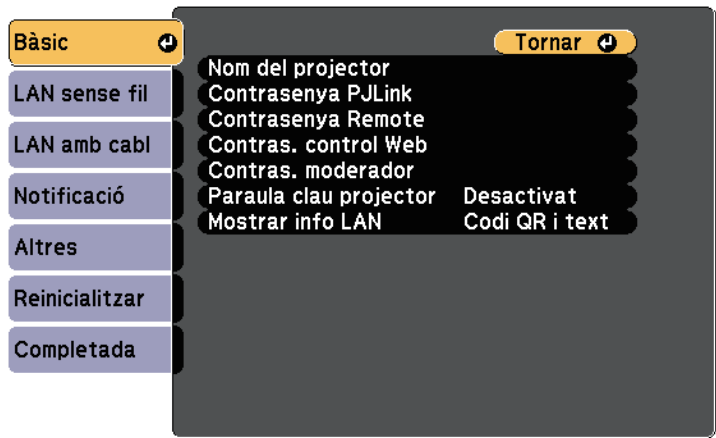 Bàsic
LAN sense fil
LAN amb cabl
Notificació
Altres
Reinicialitzar
Completada
Tornar
Nom del projector
Contrasenya PJLink
Contrasenya Remote
Contras. control Web
Contras. moderador
Paraula clau projector Desactivat
Mostrar info LAN Codi QR i text